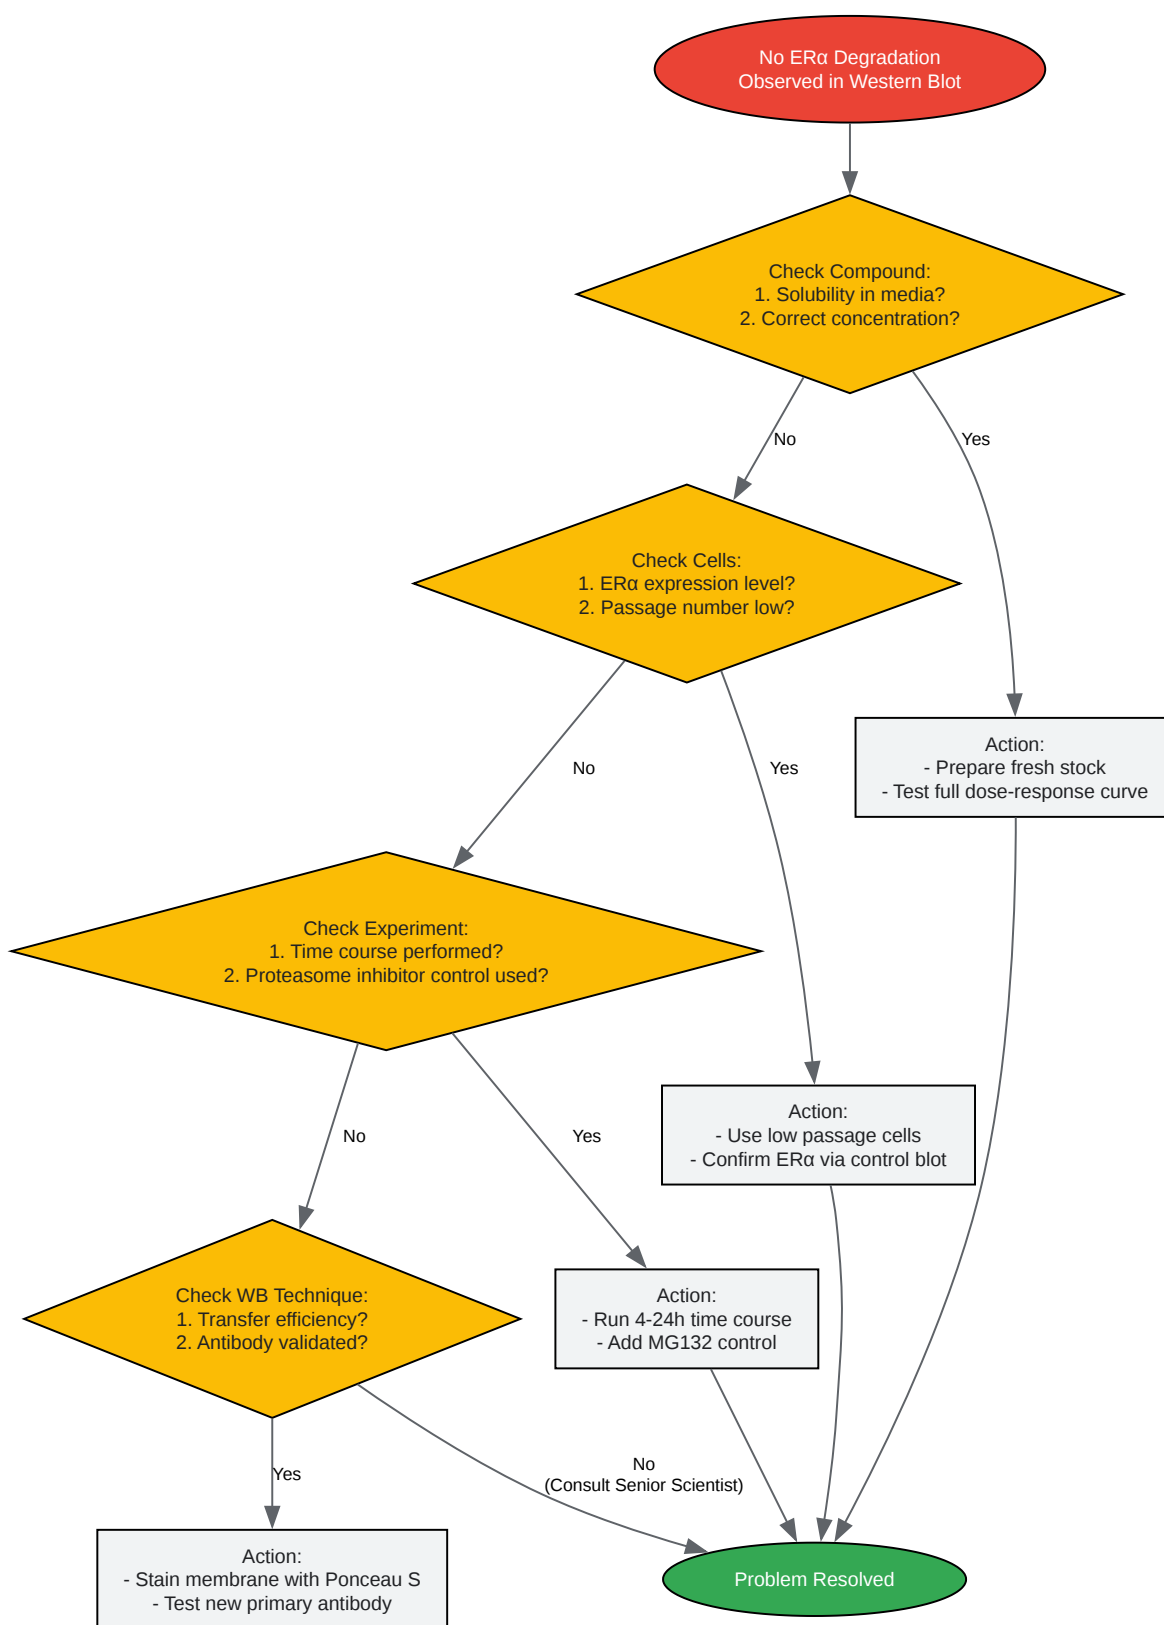 No ERα Degradation
Observed in Western Blot
Check Compound:
1. Solubility in media?
2. Correct concentration?
No
Yes
Check Cells:
1. ERα expression level?
2. Passage number low?
Action:
- Prepare fresh stock
- Test full dose-response curve
No
Yes
Check Experiment:
1. Time course performed?
2. Proteasome inhibitor control used?
Action:
- Use low passage cells
- Confirm ERα via control blot
No
Yes
Check WB Technique:
1. Transfer efficiency?
2. Antibody validated?
Action:
- Run 4-24h time course
- Add MG132 control
Yes
No
(Consult Senior Scientist)
Action:
- Stain membrane with Ponceau S
- Test new primary antibody
Problem Resolved